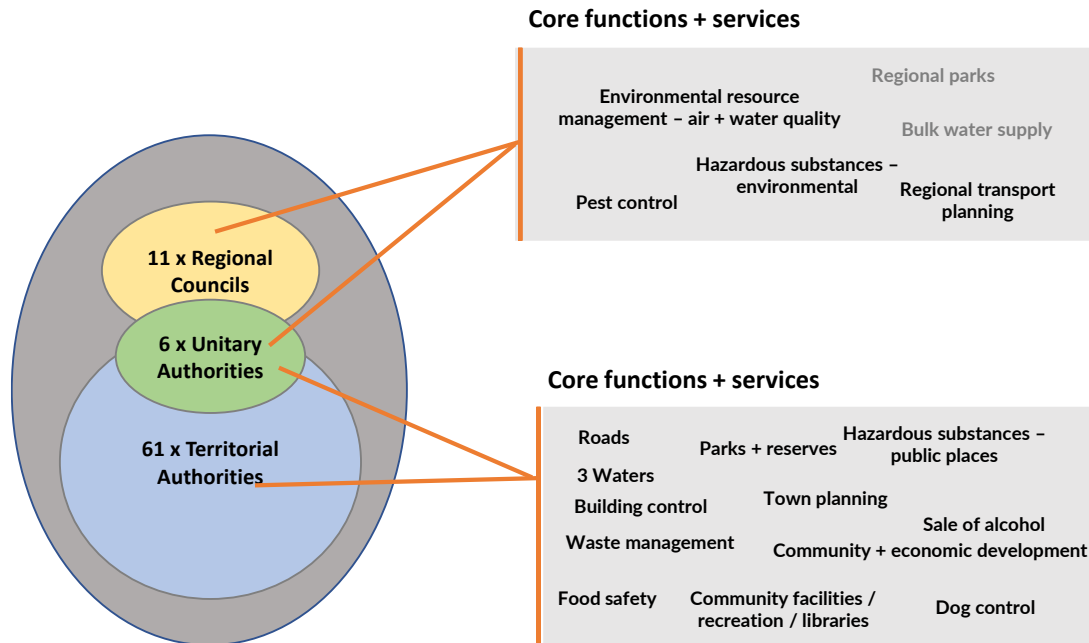 Core functions + services
Regional parks
Environmental resource
management – air + water quality
Bulk water supply
Hazardous substances –
environmental
Pest control
Regional transport
planning
11 x Regional
Councils
6 x Unitary
Authorities
61 x Territorial
Authorities
Core functions + services
Roads
Parks + reserves
Hazardous substances –
public places
3 Waters
Building control
Town planning
Sale of alcohol
Waste management
Community + economic development
Food safety
Community facilities /
recreation / libraries
Dog control